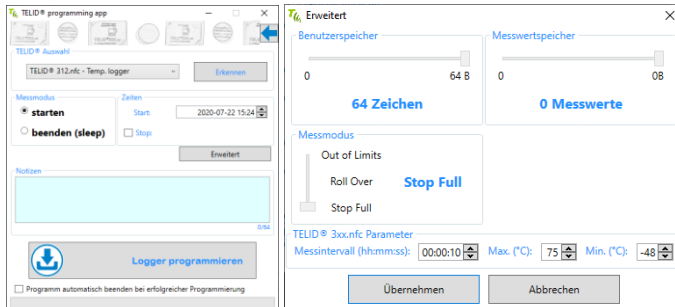 TELID® programming app
TELID® Auswahl
TELID® 312.nfc - Temp. logger
Erkennen
Messmodus
starten
beenden (sleep)
Zeiten
Start:
2020-07-22 15:24
Stop:
Erweitert
Notizen
0/64
Logger programmieren
Programm automatisch beenden bei erfolgreicher Programmierung
Erweitert
Benutzerspeicher
0
64 B
64 Zeichen
Messwertspeicher
0
0B
0 Messwerte
Messmodus
Out of Limits
Roll Over
Stop Full
Stop Full
TELID® 3xx.nfc Parameter
Messintervall (hh:mm:ss): 00:00:10 Max. (°C): 75 Min. (°C): -48
Übernehmen
Abbrechen